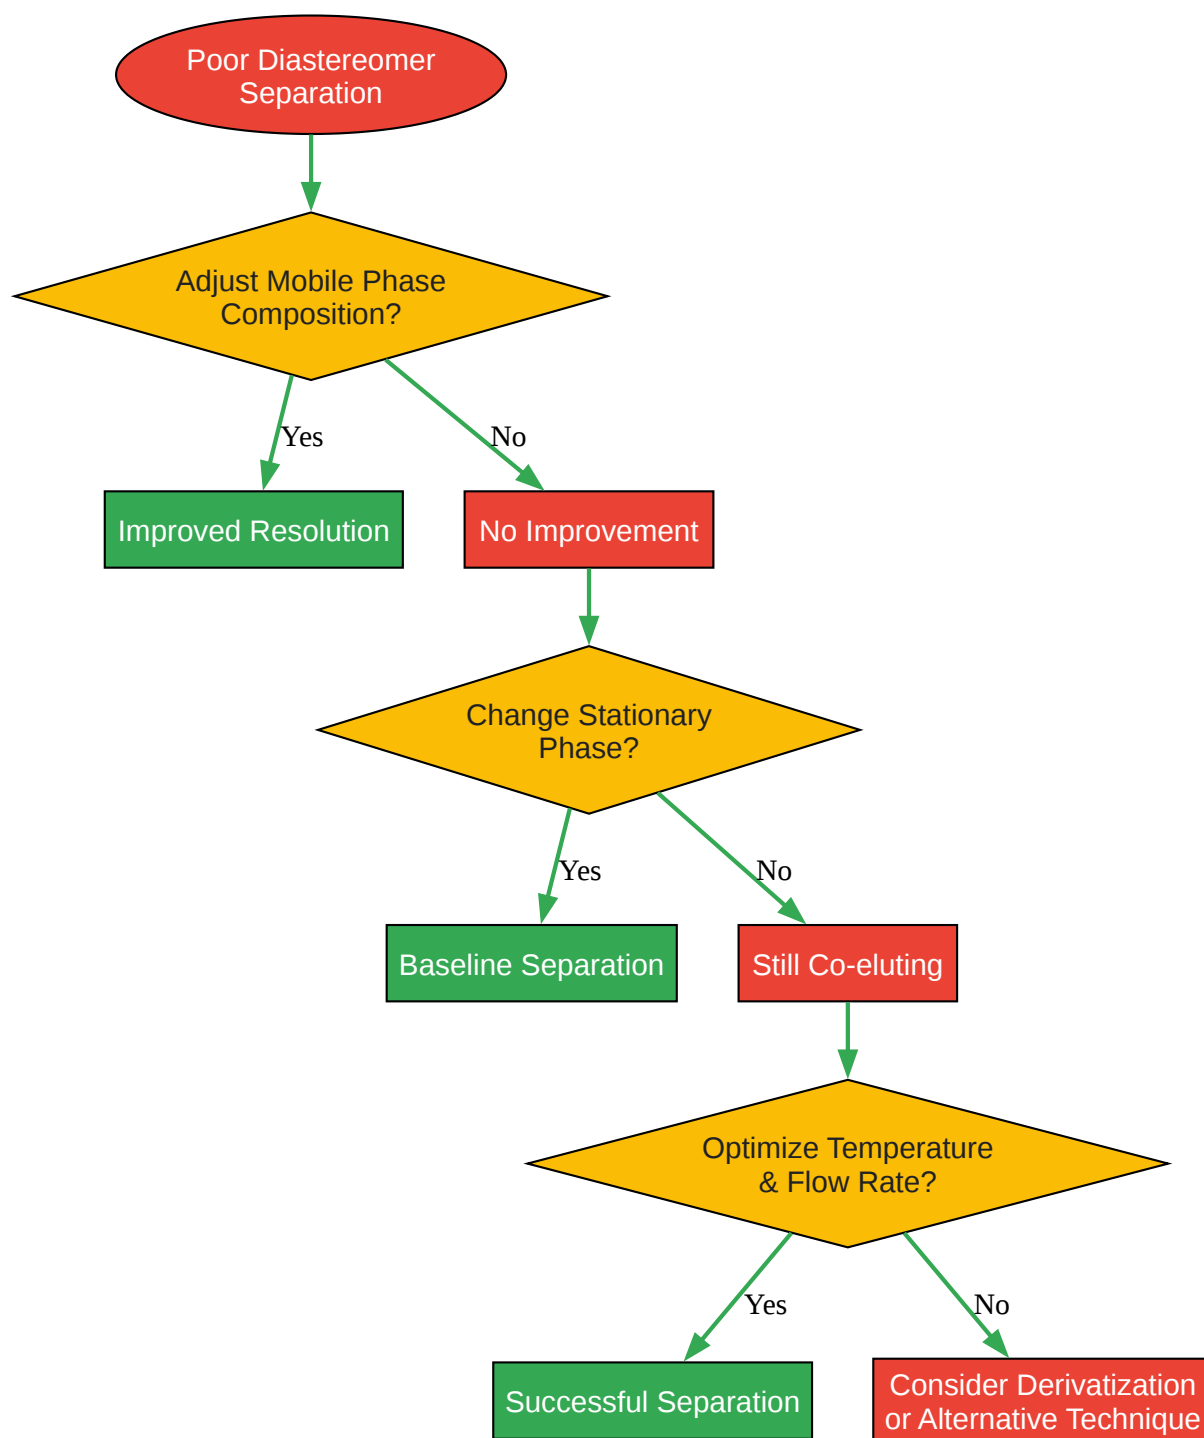 Poor Diastereomer
Separation
Adjust Mobile Phase
Composition?
Yes
No
Improved Resolution
No Improvement
Change Stationary
Phase?
Yes
No
Baseline Separation
Still Co-eluting
Optimize Temperature
& Flow Rate?
Yes
No
Successful Separation
Consider Derivatization
or Alternative Technique